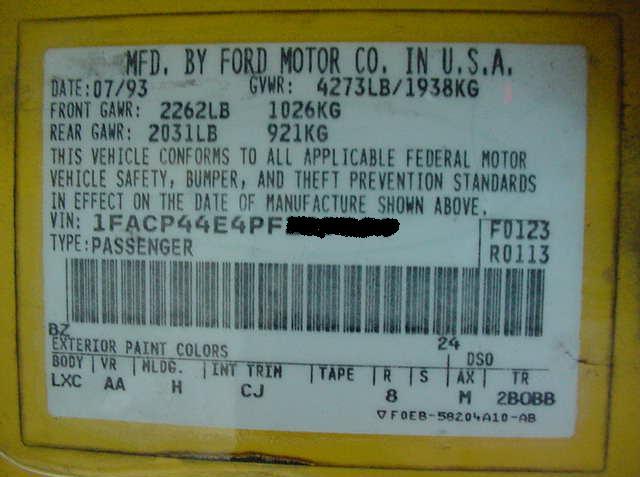 MFD. BY FORD MOTOR CO. IN U.S.A.
DATE: 07/93 GVWR: 4273LB/1938KG
FRONT GAWR: 2262LB 1026KG
REAR GAWR: 2031LB 921KG
THIS VEHICLE CONFORMS TO ALL APPLICABLE FEDERAL MOTOR
VEHICLE SAFETY, BUMPER, AND THEFT PREVENTION STANDARDS
IN EFFECT ON THE DATE OF MANUFACTURE SHOWN ABOVE.
VIN: 1FACP44E4PF F0123
TYPE: PASSENGER R0113
BZ 24
EXTERIOR PAINT COLORS DSO
BODY VR MLDG. INT TRIM TAPE R S AX TR
LXC AA H CJ 8 M 2BOBB
▽ F0EB-58204A10-AB